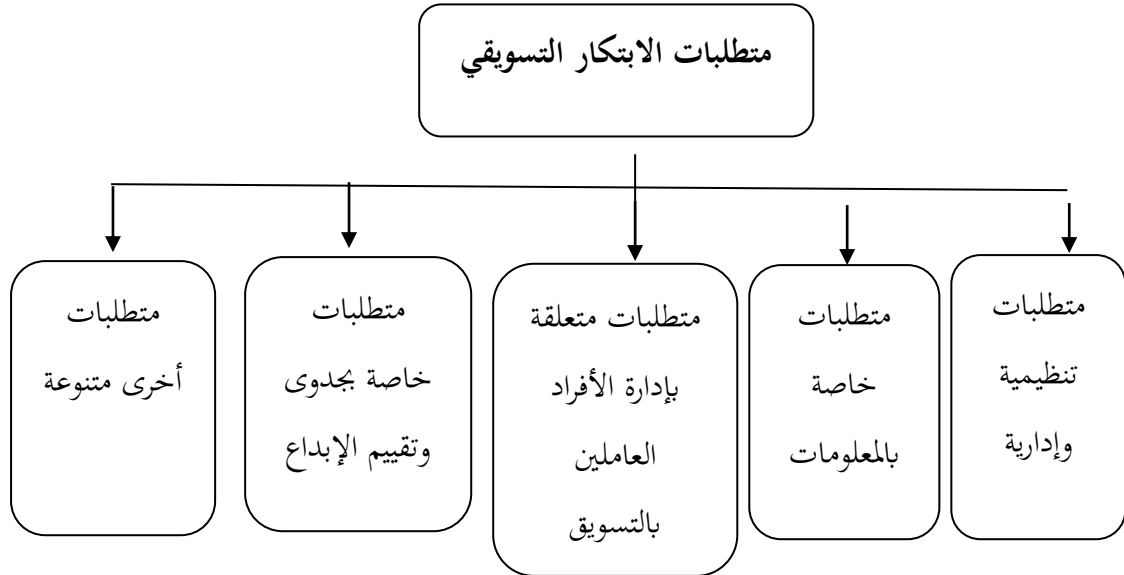 متطلبات الابتكار التسويقي
متطلبات
تنظيمية
وإدارية
متطلبات
خاصة
بالمعلومات
متطلبات متعلقة
بإدارة الأفراد
العاملين
بالتسويق
متطلبات
خاصة بجدوى
وتقييم الإبداع
متطلبات
أخرى متنوعة